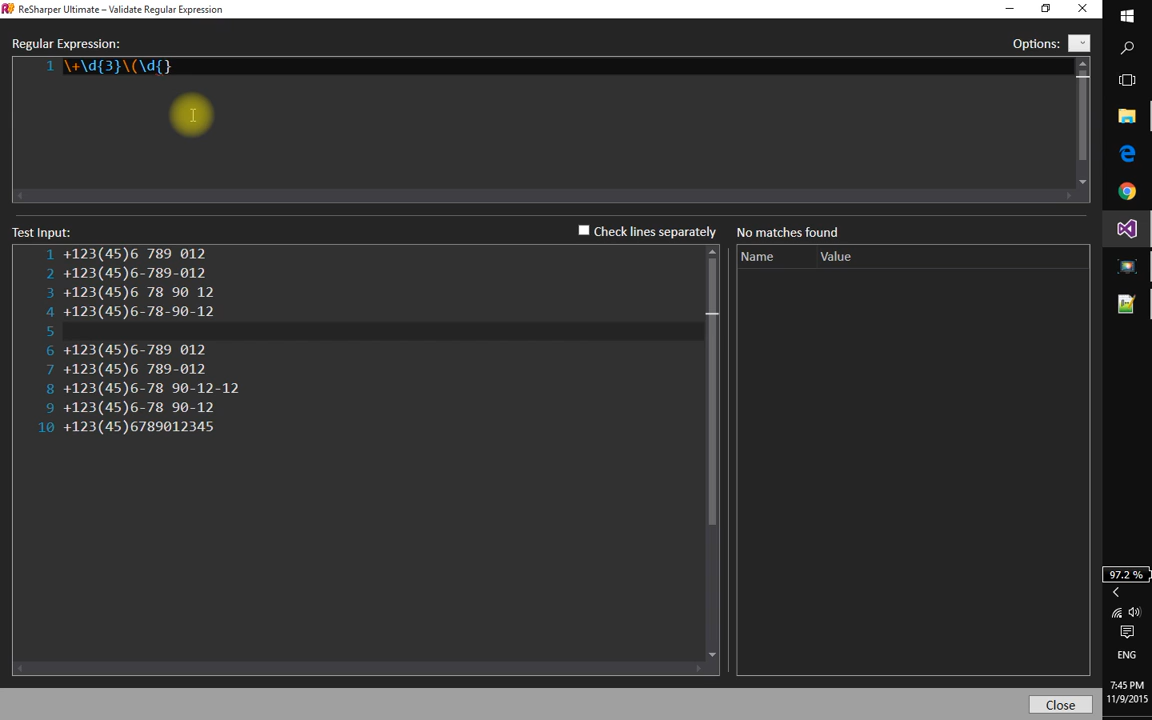 ReSharper Ultimate – Validate Regular Expression
Regular Expression:
Options:
1 \+\d{3}\(\d{}
Test Input:
Check lines separately
No matches found
Name Value
1 +123(45)6 789 012
2 +123(45)6-789-012
3 +123(45)6 78 90 12
4 +123(45)6-78-90-12
5
6 +123(45)6-789 012
7 +123(45)6 789-012
8 +123(45)6-78 90-12-12
9 +123(45)6-78 90-12
10 +123(45)6789012345
Close
97.2 %
ENG
7:45 PM
11/9/2015